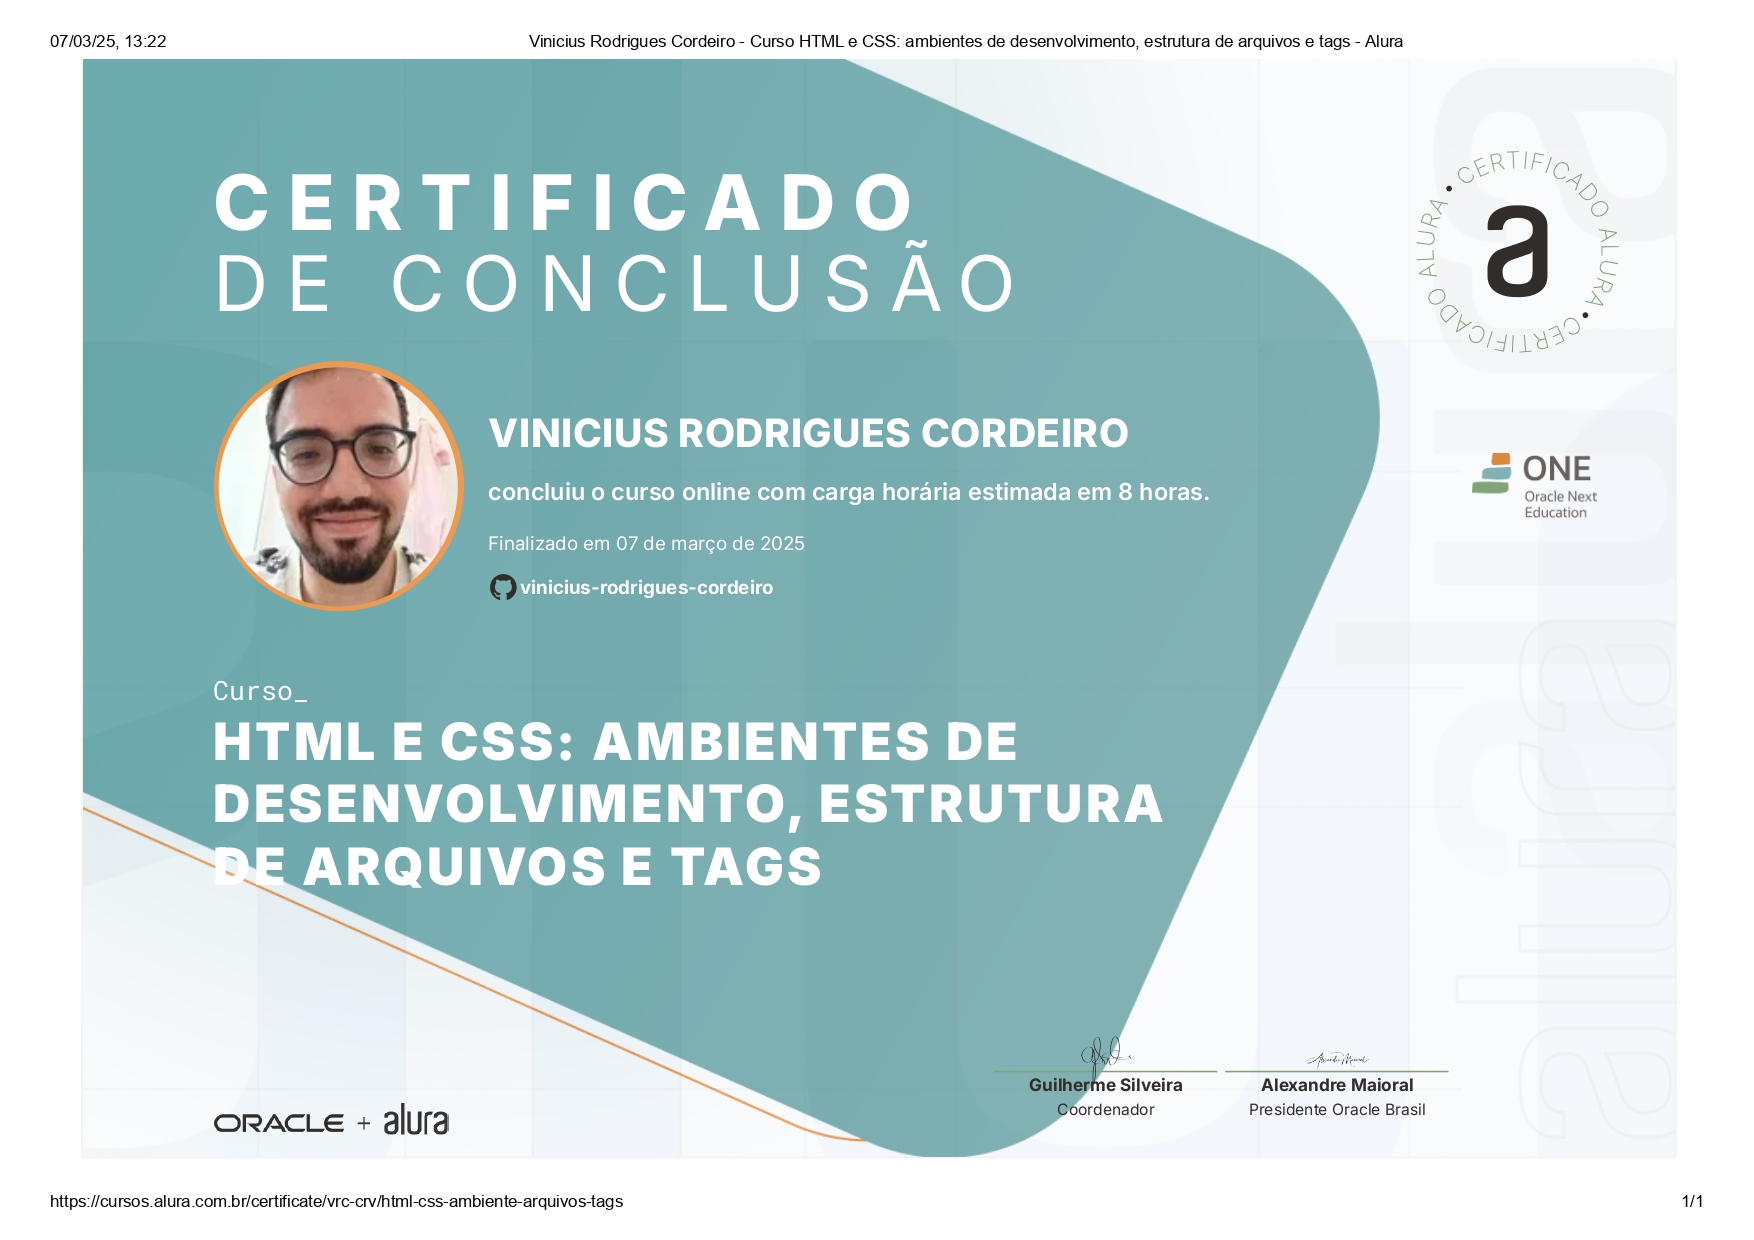 07/03/25, 13:22
Vinicius Rodrigues Cordeiro - Curso HTML e CSS: ambientes de desenvolvimento, estrutura de arquivos e tags - Alura
CERTIFICADO
DE CONCLUSÃO
• CERTIFICADO ALURA • CERTIFICADO ALURA
a
VINICIUS RODRIGUES CORDEIRO
concluiu o curso online com carga horária estimada em 8 horas.
Finalizado em 07 de março de 2025
vinicius-rodrigues-cordeiro
ONE
Oracle Next
Education
Curso_
HTML E CSS: AMBIENTES DE
DESENVOLVIMENTO, ESTRUTURA
DE ARQUIVOS E TAGS
alura
alura
Guilherme Silveira
Coordenador
Alexandre Maioral
Alexandre Maioral
Presidente Oracle Brasil
ORACLE + alura
https://cursos.alura.com.br/certificate/vrc-crv/html-css-ambiente-arquivos-tags
1/1